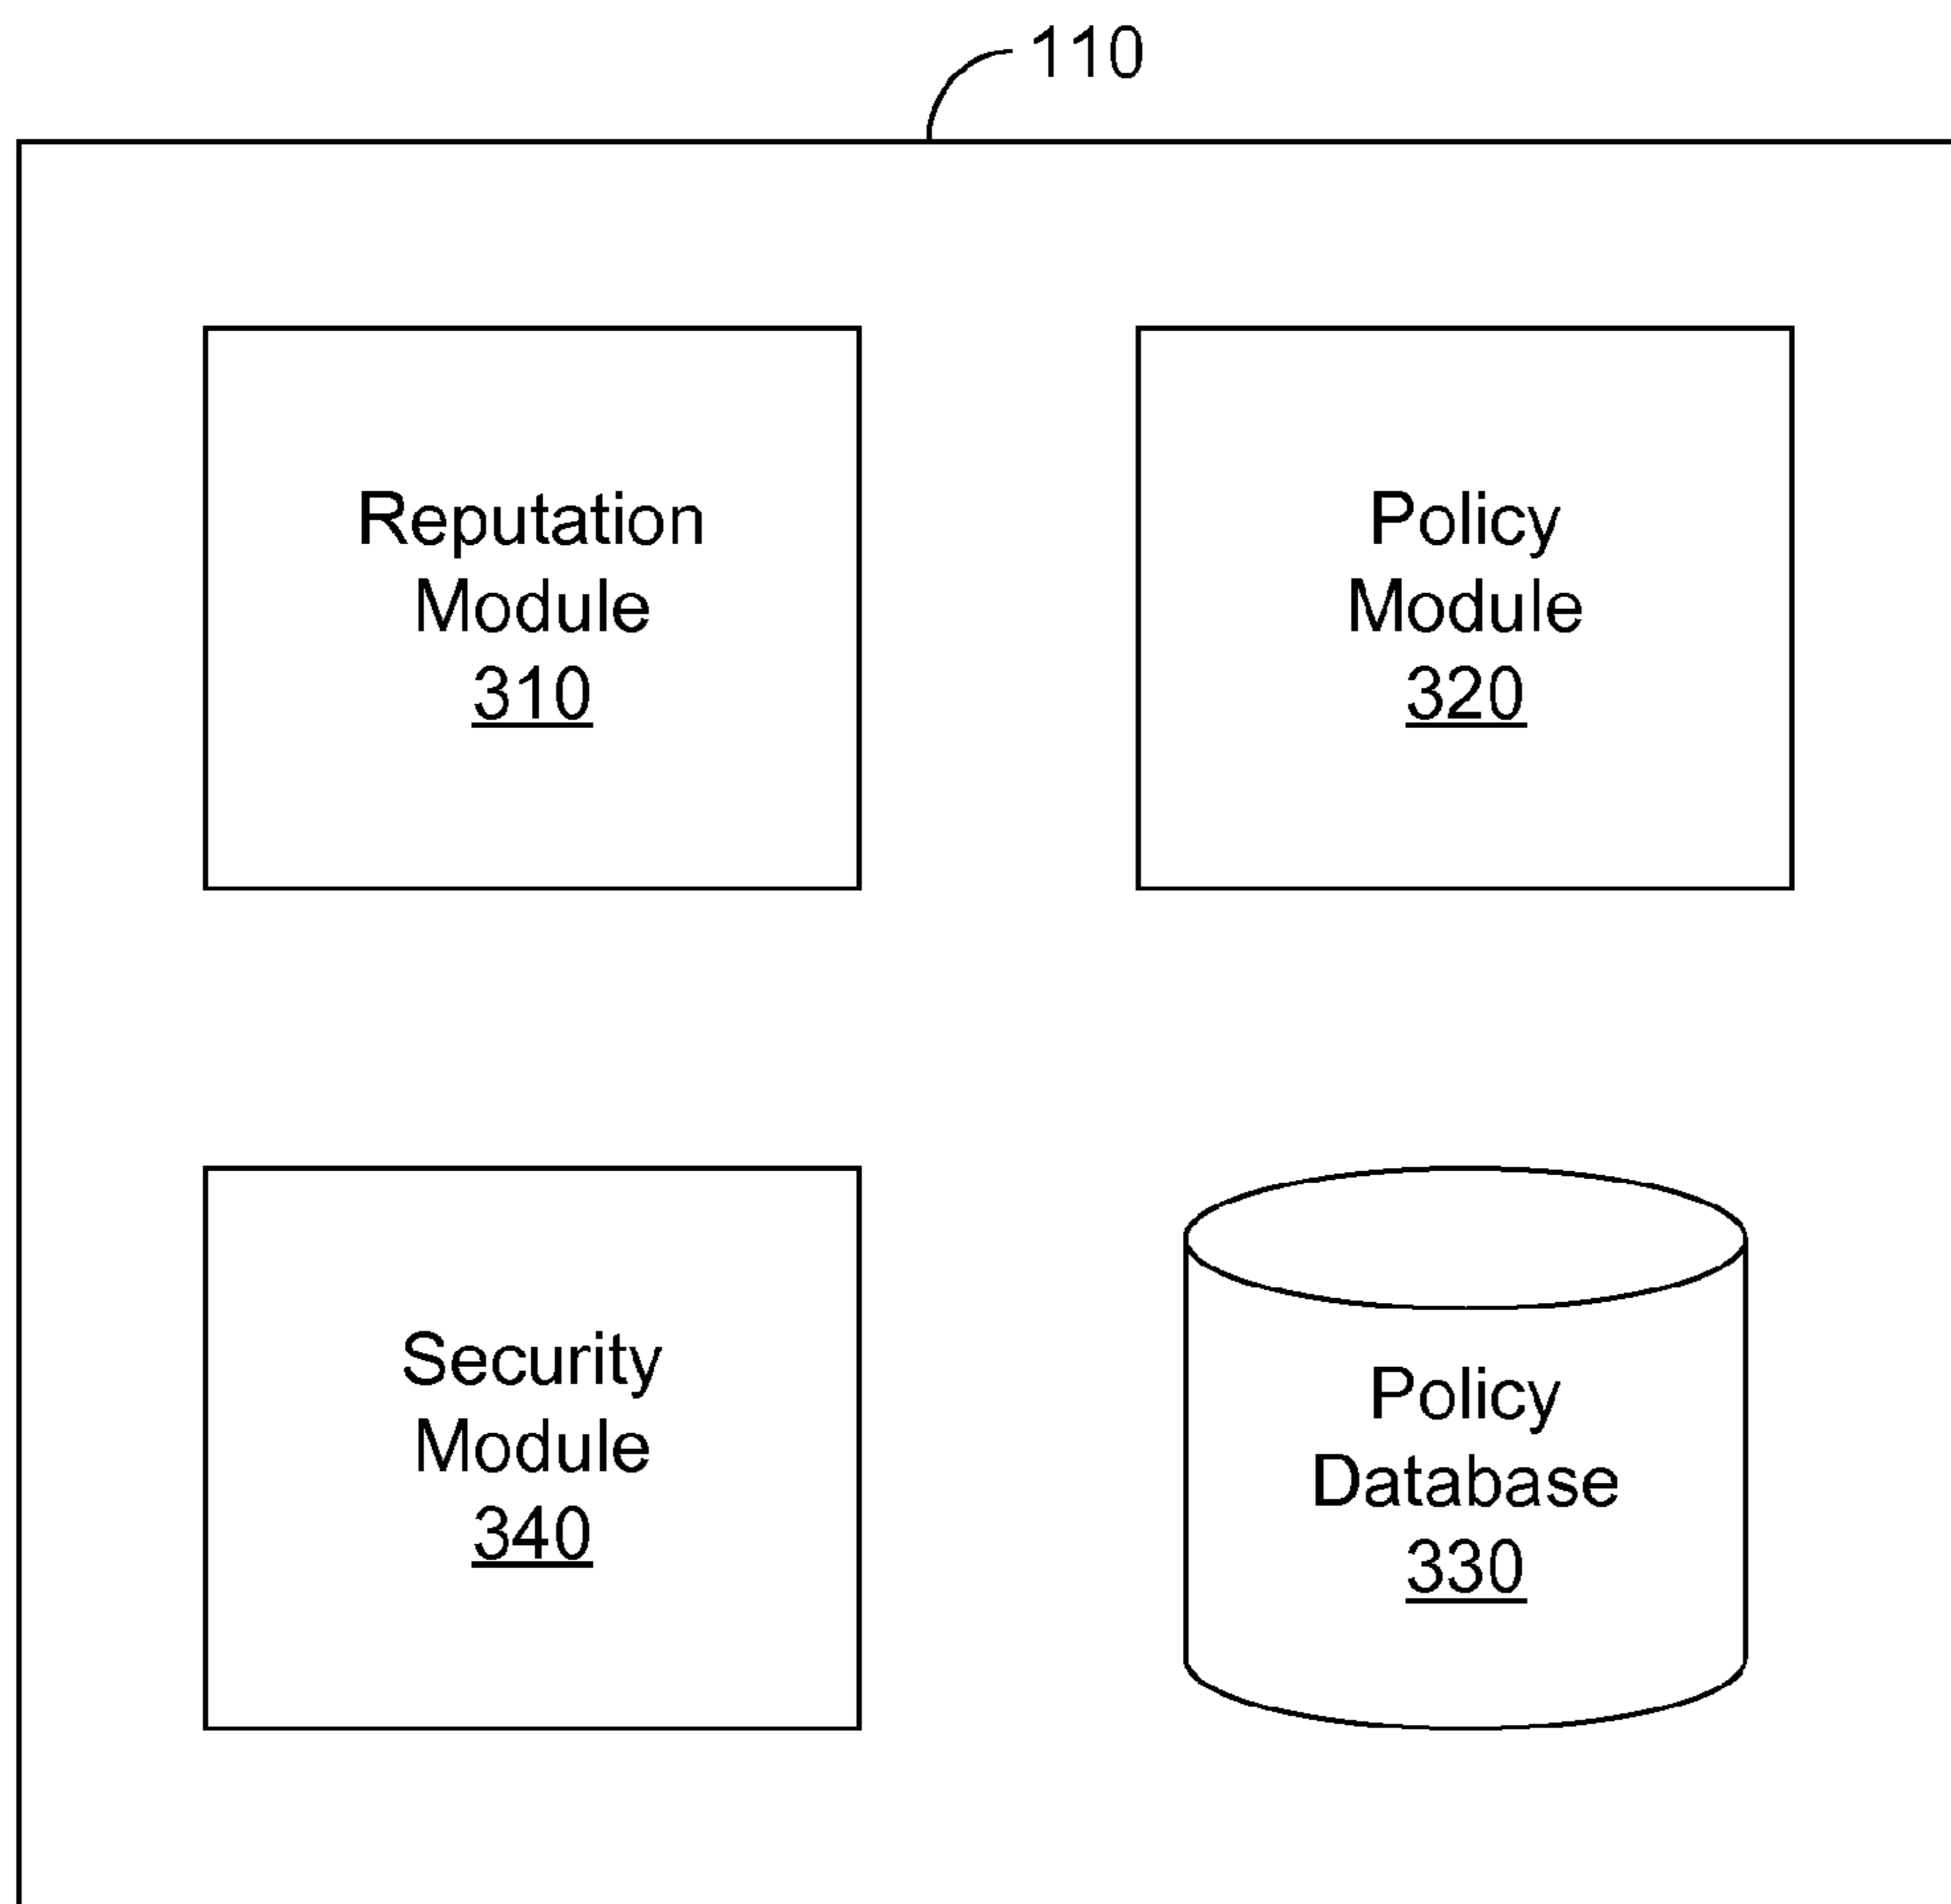 110
Reputation
Module
310
Policy
Module
320
Security
Module
340
Policy
Database
330